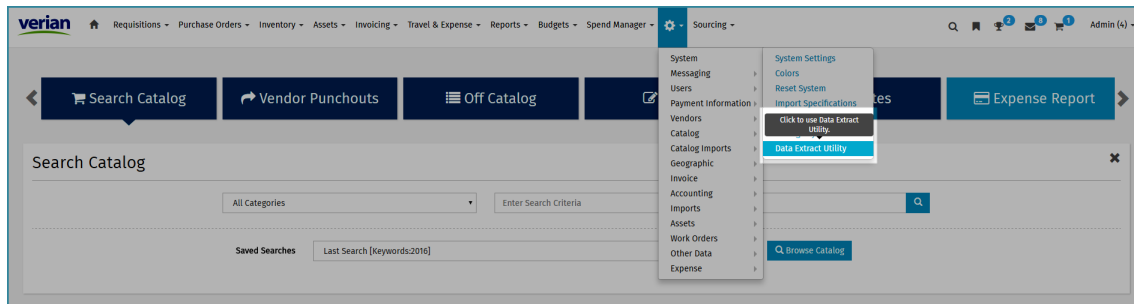 verian Requisitions Purchase Orders Inventory Assets Invoicing Travel & Expense Reports Budgets Spend Manager Sourcing 2 8 1 Admin (4)
System
Messaging
Users
Payment Information
Vendors
Catalog
Catalog Imports
Geographic
Invoice
Accounting
Imports
Assets
Work Orders
Other Data
Expense
System Settings
Colors
Reset System
Import Specifications
Click to use Data Extract
Utility.
Data Extract Utility
Search Catalog Vendor Punchouts Off Catalog Expense Report
Search Catalog
All Categories Enter Search Criteria
Saved Searches Last Search [Keywords:2016] Browse Catalog